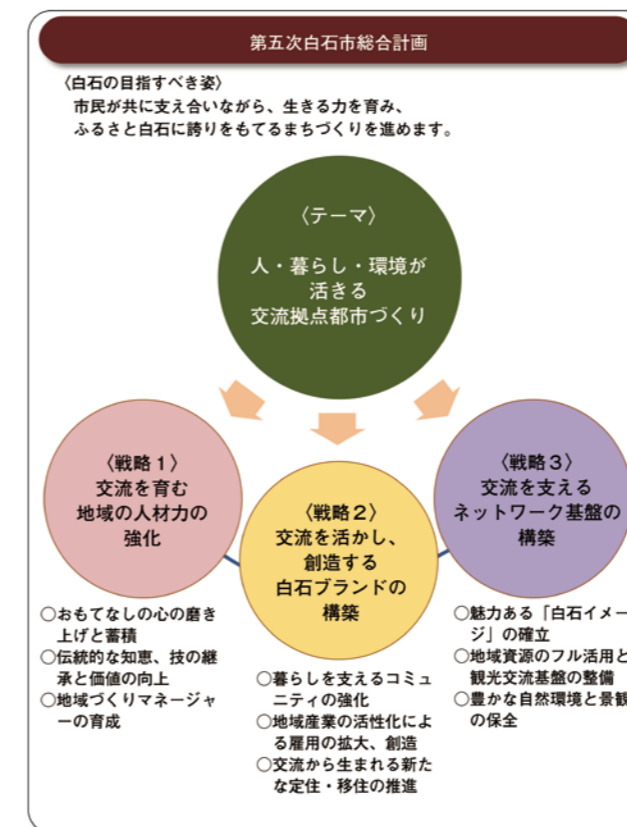 第五次白石市総合計画
〈白石の目指すべき姿〉
市民が共に支え合いながら、生きる力を育み、
ふるさと白石に誇りをもてるまちづくりを進めます。
〈テーマ〉
人・暮らし・環境が
活きる
交流拠点都市づくり
〈戦略1〉
交流を育む
地域の人材力の
強化
○おもてなしの心の磨き
上げと蓄積
○伝統的な知恵、技の継
承と価値の向上
○地域づくりマネージャ
ーの育成
〈戦略2〉
交流を活かし、
創造する
白石ブランドの
構築
○暮らしを支えるコミュ
ニティの強化
○地域産業の活性化によ
る雇用の拡大、創造
○交流から生まれる新た
な定住・移住の推進
〈戦略3〉
交流を支える
ネットワーク基盤の
構築
○魅力ある「白石イメー
ジ」の確立
○地域資源のフル活用と
観光交流基盤の整備
○豊かな自然環境と景観
の保全